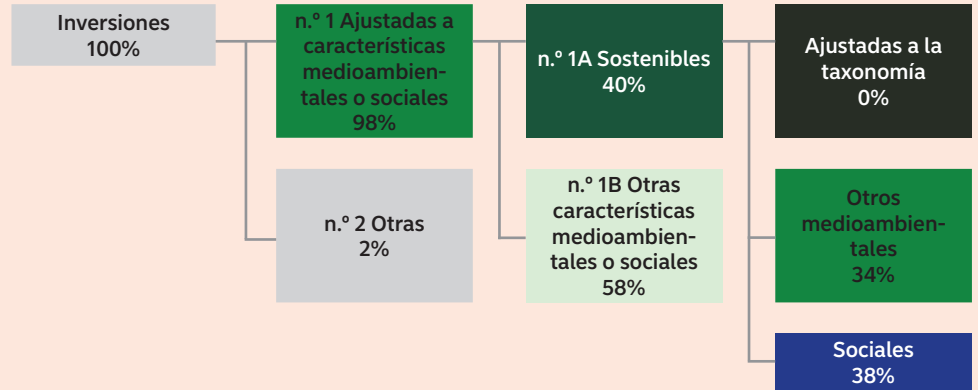 Inversiones
100%
n.º 1 Ajustadas a
características
medioambien-
tales o sociales
98%
n.º 2 Otras
2%
n.º 1A Sostenibles
40%
n.º 1B Otras
características
medioambien-
tales o sociales
58%
Ajustadas a la
taxonomía
0%
Otros
medioambien-
tales
34%
Sociales
38%